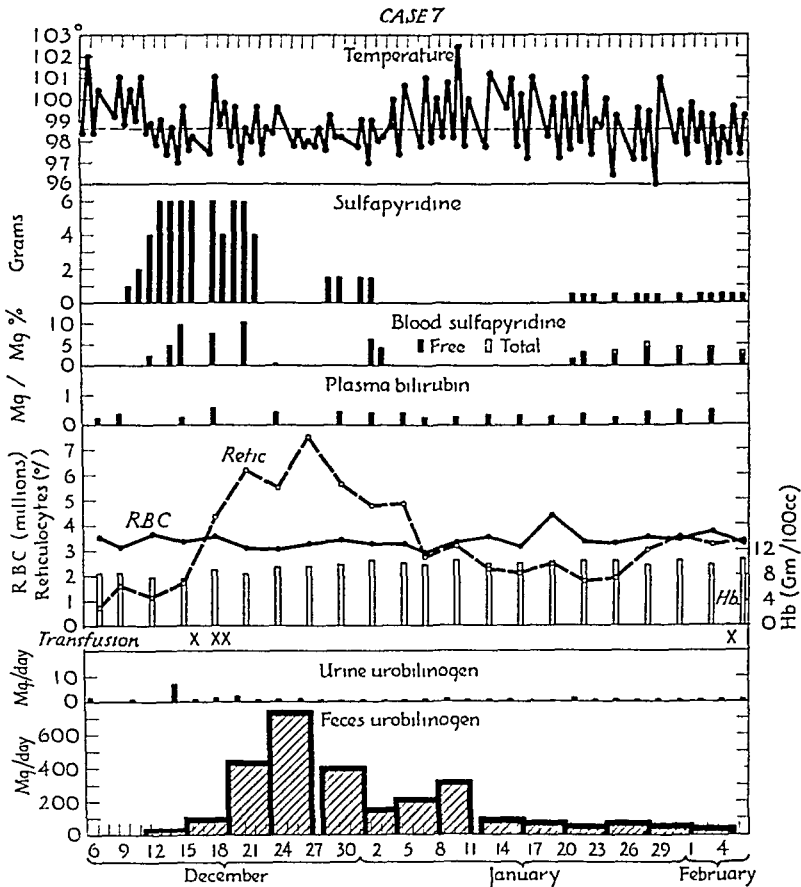 CASE 7
103°
Temperature
102
101
100
99
98
97
96
Sulfapyridine
Grams
6
4
2
0
Blood sulfapyridine
Free Total
Mg / Mg %
10
5
0
Plasma bilirubin
1
0
RBC (millions)
Reticulocytes (%)
7
6
5
4
3
2
1
0
Retic
RBC
Hb
12
8
4
0
Hb (Gm/100cc)
Transfusion X XX X
Urine urobilinogen
Mg/day
10
0
Feces urobilinogen
Mg/day
600
400
200
0
6 9 12 15 18 21 24 27 30 2 5 8 11 14 17 20 23 26 29 1 4
December January February